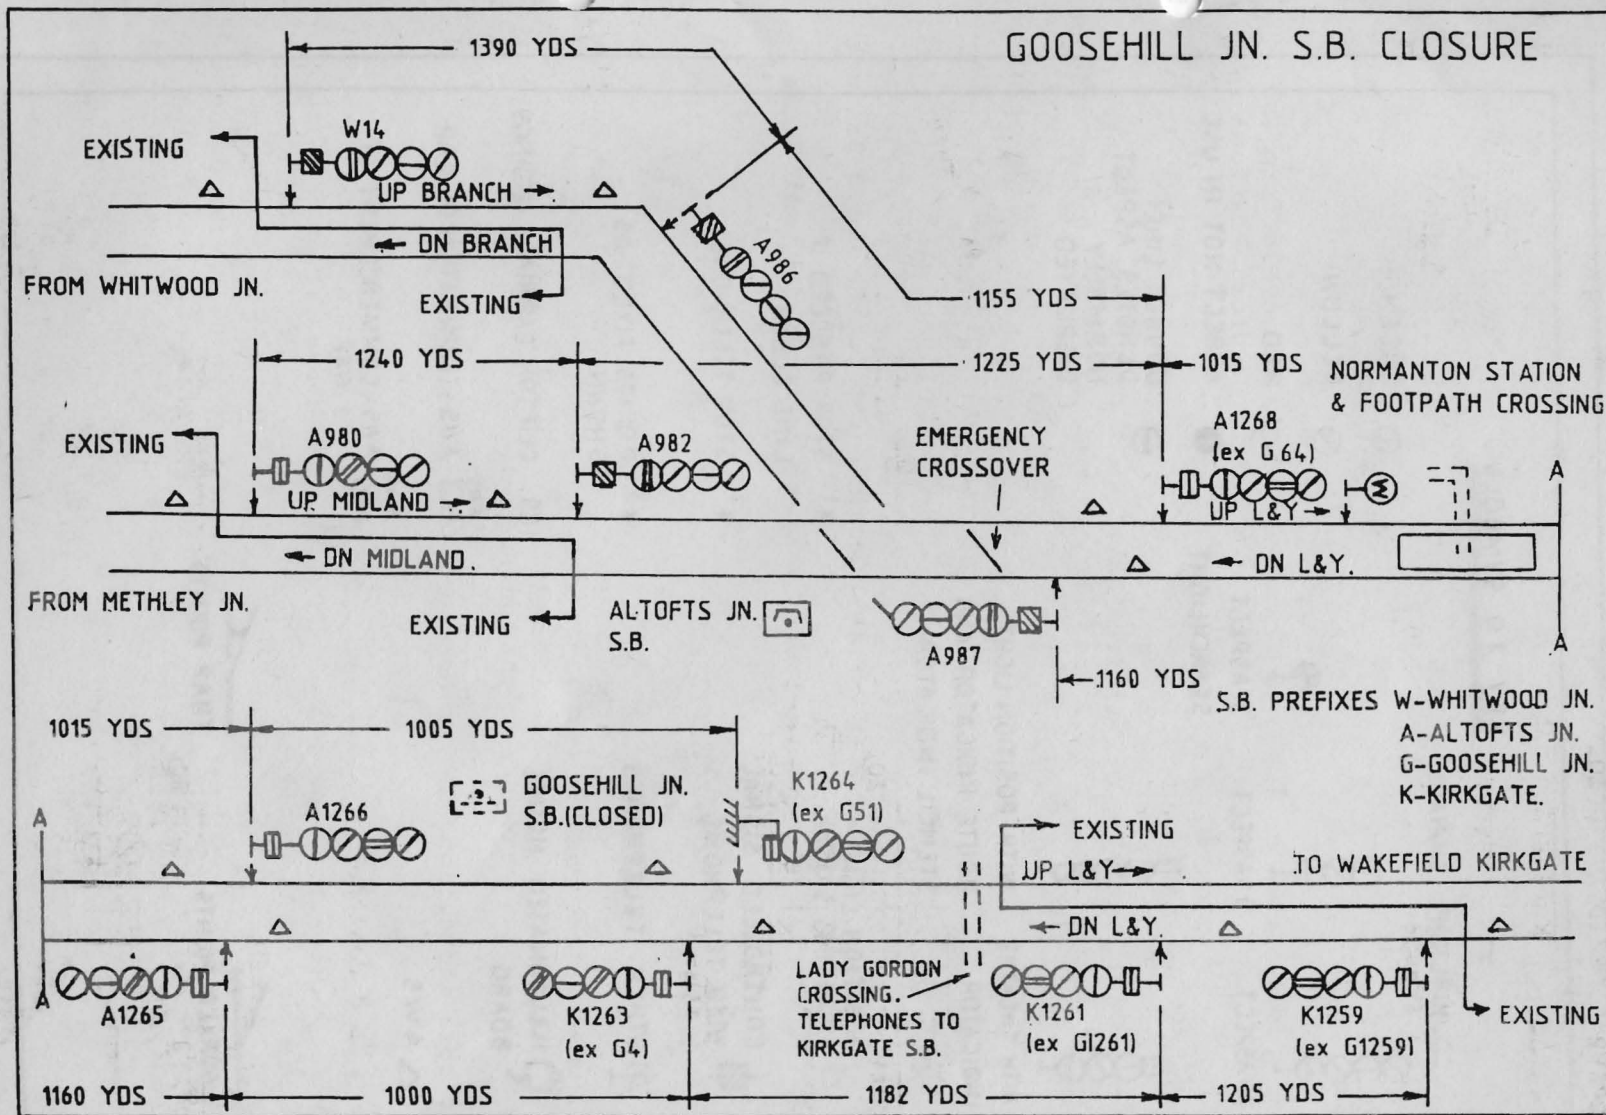 GOOSEHILL JN. S.B. CLOSURE
1390 YDS
EXISTING
W14
UP BRANCH
DN BRANCH
FROM WHITWOOD JN.
EXISTING
A986
1155 YDS
1240 YDS
1225 YDS
1015 YDS
NORMANTON STATION
& FOOTPATH CROSSING
EXISTING
A980
A982
EMERGENCY
CROSSOVER
A1268
(ex G64)
A
UP MIDLAND
UP L&Y
DN MIDLAND.
DN L&Y.
FROM METHLEY JN.
EXISTING
ALTOFTS JN.
S.B.
A987
A
1160 YDS
S.B. PREFIXES W-WHITWOOD JN.
A-ALTOFTS JN.
G-GOOSEHILL JN.
K-KIRKGATE.
1015 YDS
1005 YDS
GOOSEHILL JN.
S.B.(CLOSED)
A1266
K1264
(ex G51)
A
EXISTING
UP L&Y
TO WAKEFIELD KIRKGATE
DN L&Y.
A
A1265
K1263
(ex G4)
LADY GORDON
CROSSING.
TELEPHONES TO
KIRKGATE S.B.
K1261
(ex G1261)
K1259
(ex G1259)
EXISTING
1160 YDS
1000 YDS
1182 YDS
1205 YDS